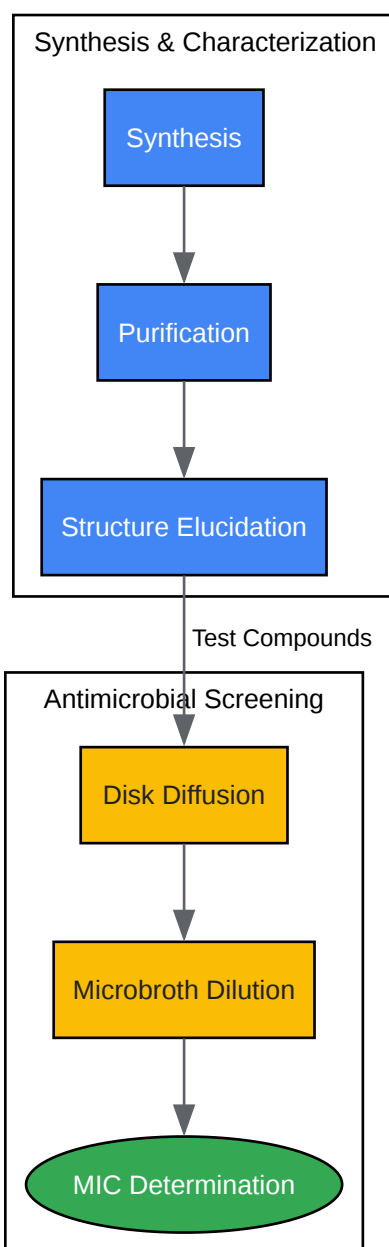 Synthesis & Characterization
Synthesis
Purification
Structure Elucidation
Test Compounds
Antimicrobial Screening
Disk Diffusion
Microbroth Dilution
MIC Determination